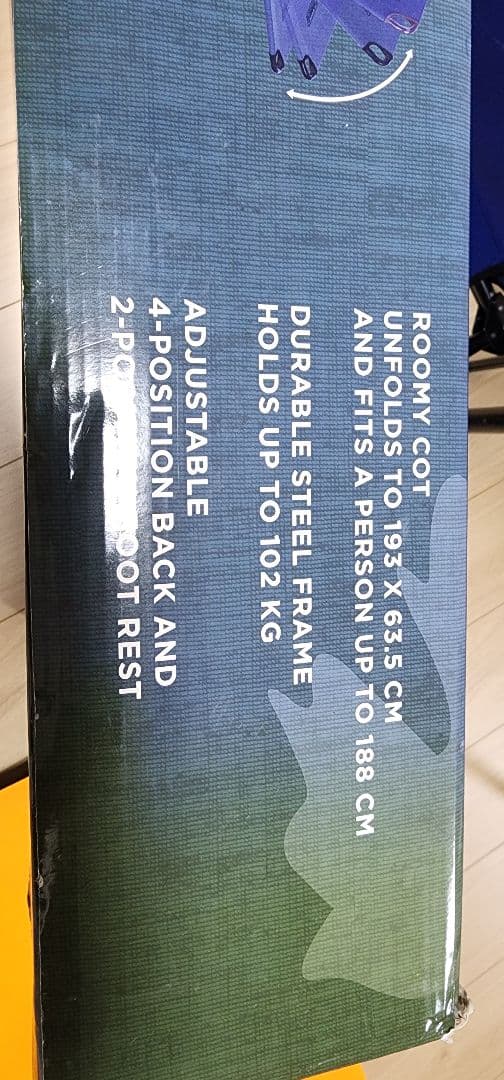 ROOMY COT
UNFOLDS TO 193 X 63.5 CM
AND FITS A PERSON UP TO 188 CM
DURABLE STEEL FRAME
HOLDS UP TO 102 KG
ADJUSTABLE
4-POSITION BACK AND
REST